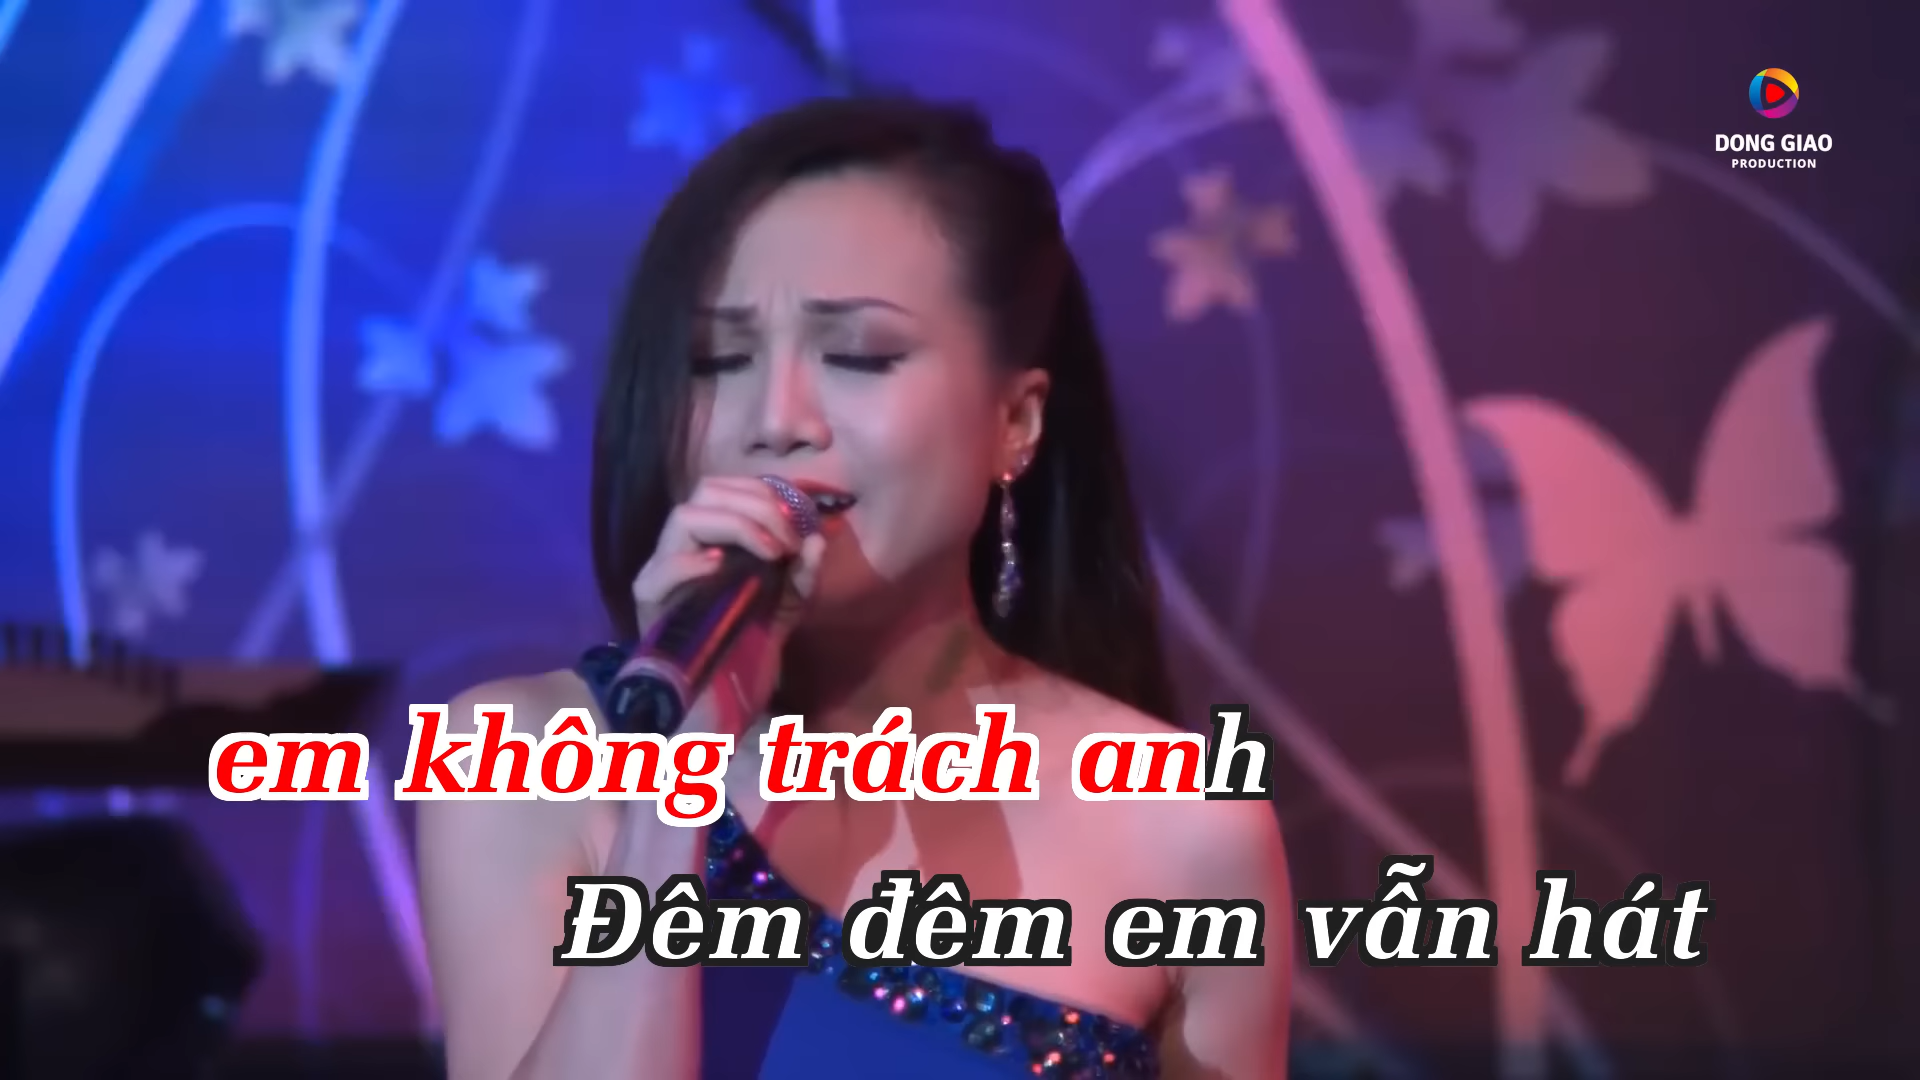 DONG GIAO
PRODUCTION
em không trách anh
Đêm đêm em vẫn hát